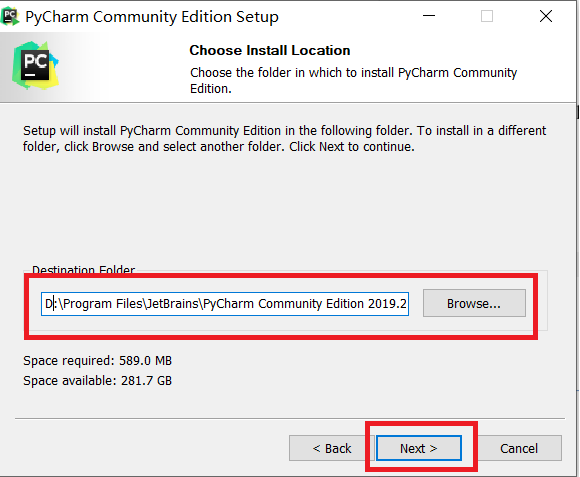 PyCharm Community Edition Setup
PC
Choose Install Location
Choose the folder in which to install PyCharm Community
Edition.
Setup will install PyCharm Community Edition in the following folder. To install in a different
folder, click Browse and select another folder. Click Next to continue.
Destination Folder
D:\Program Files\JetBrains\PyCharm Community Edition 2019.2
Browse...
Space required: 589.0 MB
Space available: 281.7 GB
< Back
Next >
Cancel